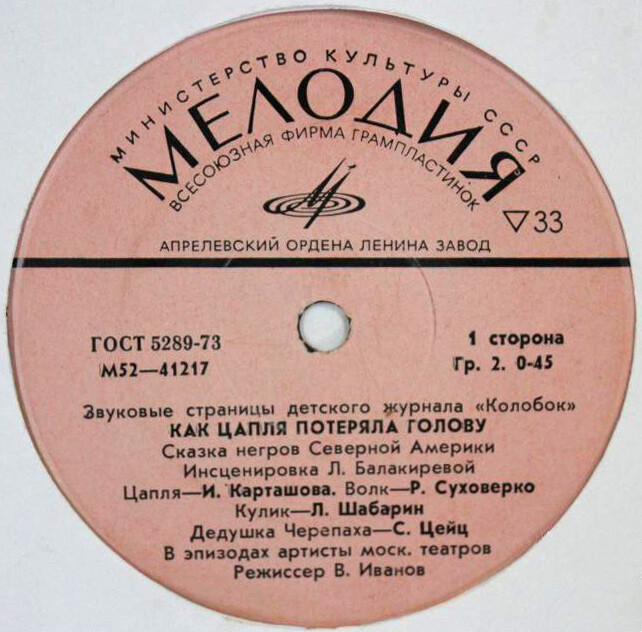 МИНИСТЕРСТВО КУЛЬТУРЫ СССР
МЕЛОДИЯ
ВСЕСОЮЗНАЯ ФИРМА ГРАМПЛАСТИНОК
▽33
АПРЕЛЕВСКИЙ ОРДЕНА ЛЕНИНА ЗАВОД
ГОСТ 5289-73
1 сторона
М52—41217
Гр. 2. 0-45
Звуковые страницы детского журнала «Колобок»
КАК ЦАПЛЯ ПОТЕРЯЛА ГОЛОВУ
Сказка негров Северной Америки
Инсценировка Л. Балакиревой
Цапля—И. Карташова. Волк—Р. Суховерко
Кулик—Л. Шабарин
Дедушка Черепаха—С. Цейц
В эпизодах артисты моск. театров
Режиссер В. Иванов